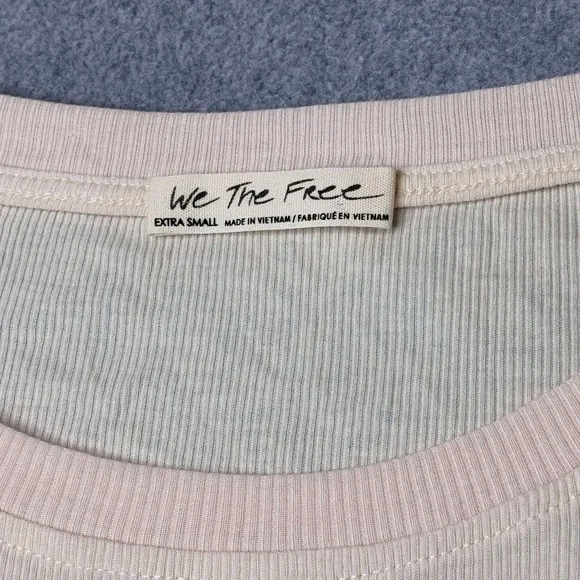 We The Free
EXTRA SMALL MADE IN VIETNAM / FABRIQUÉ EN VIETNAM